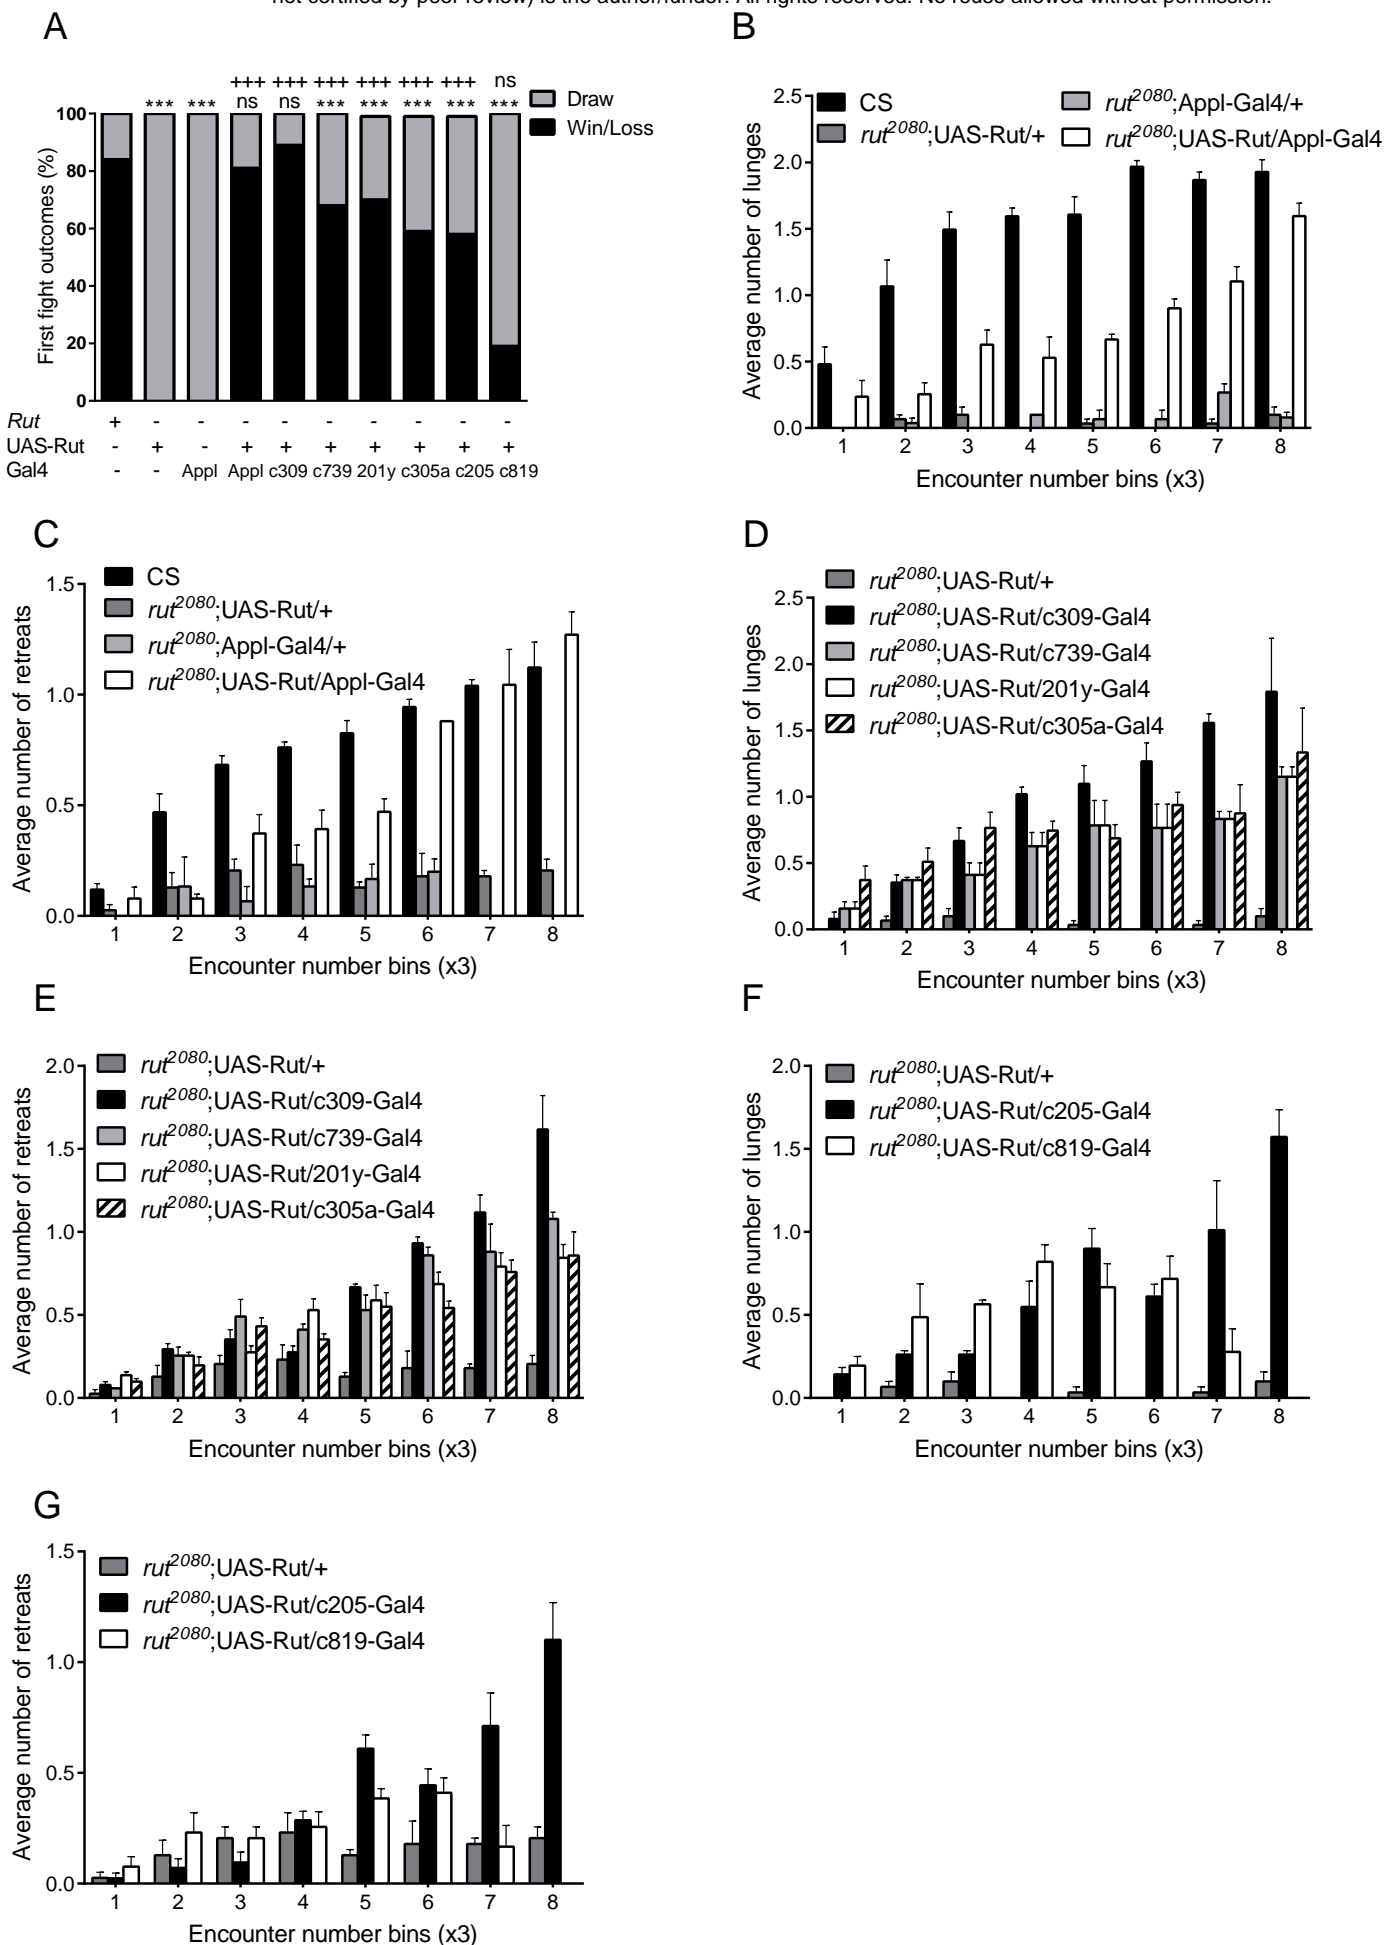 not certified by peer review) is the author/funder. All rights reserved. No reuse allowed without permission.
A
+++ +++ +++ +++ +++ +++ ns
*** *** ns ns *** *** *** *** ***
Draw
Win/Loss
First fight outcomes (%)
100
80
60
40
20
0
Rut + - - - - - - - - -
UAS-Rut - + - + + + + + + +
Gal4 - - Appl Appl c309 c739 201y c305a c205 c819
B
CS
rut2080;UAS-Rut/+
rut2080;Appl-Gal4/+
rut2080;UAS-Rut/Appl-Gal4
Average number of lunges
2.5
2.0
1.5
1.0
0.5
0.0
1 2 3 4 5 6 7 8
Encounter number bins (x3)
C
CS
rut2080;UAS-Rut/+
rut2080;Appl-Gal4/+
rut2080;UAS-Rut/Appl-Gal4
Average number of retreats
1.5
1.0
0.5
0.0
1 2 3 4 5 6 7 8
Encounter number bins (x3)
D
rut2080;UAS-Rut/+
rut2080;UAS-Rut/c309-Gal4
rut2080;UAS-Rut/c739-Gal4
rut2080;UAS-Rut/201y-Gal4
rut2080;UAS-Rut/c305a-Gal4
Average number of lunges
2.5
2.0
1.5
1.0
0.5
0.0
1 2 3 4 5 6 7 8
Encounter number bins (x3)
E
rut2080;UAS-Rut/+
rut2080;UAS-Rut/c309-Gal4
rut2080;UAS-Rut/c739-Gal4
rut2080;UAS-Rut/201y-Gal4
rut2080;UAS-Rut/c305a-Gal4
Average number of retreats
2.0
1.5
1.0
0.5
0.0
1 2 3 4 5 6 7 8
Encounter number bins (x3)
F
rut2080;UAS-Rut/+
rut2080;UAS-Rut/c205-Gal4
rut2080;UAS-Rut/c819-Gal4
Average number of lunges
2.0
1.5
1.0
0.5
0.0
1 2 3 4 5 6 7 8
Encounter number bins (x3)
G
rut2080;UAS-Rut/+
rut2080;UAS-Rut/c205-Gal4
rut2080;UAS-Rut/c819-Gal4
Average number of retreats
1.5
1.0
0.5
0.0
1 2 3 4 5 6 7 8
Encounter number bins (x3)